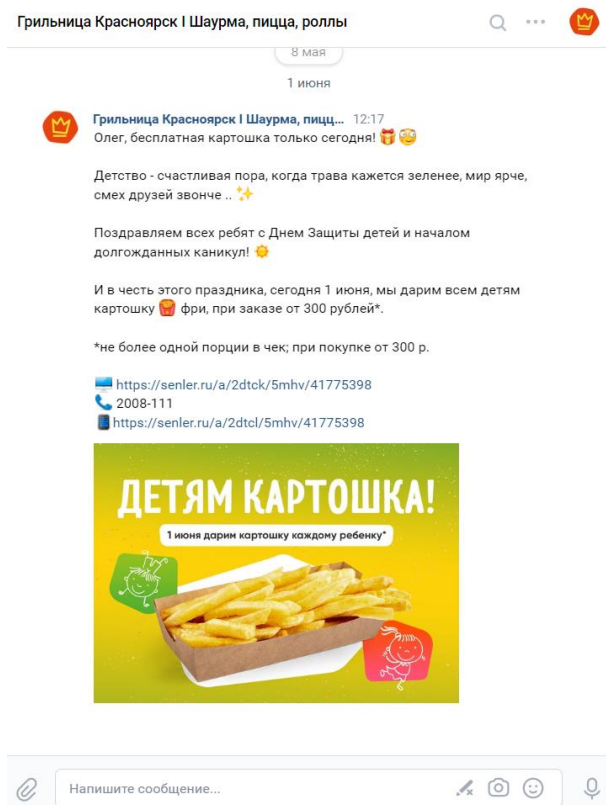 Грильница Красноярск I Шаурма, пицца, роллы
8 мая
1 июня
Грильница Красноярск I Шаурма, пицц... 12:17
Олег, бесплатная картошка только сегодня! 🎁😇
Детство - счастливая пора, когда трава кажется зеленее, мир ярче,
смех друзей звонче .. ✨
Поздравляем всех ребят с Днем Защиты детей и началом
долгожданных каникул! ☀️
И в честь этого праздника, сегодня 1 июня, мы дарим всем детям
картошку 🍟 фри, при заказе от 300 рублей*.
*не более одной порции в чек; при покупке от 300 р.
🖥️ https://senler.ru/a/2dtck/5mhv/41775398
📞 2008-111
📱 https://senler.ru/a/2dtcl/5mhv/41775398
ДЕТЯМ КАРТОШКА!
1 июня дарим картошку каждому ребенку*
Напишите сообщение...